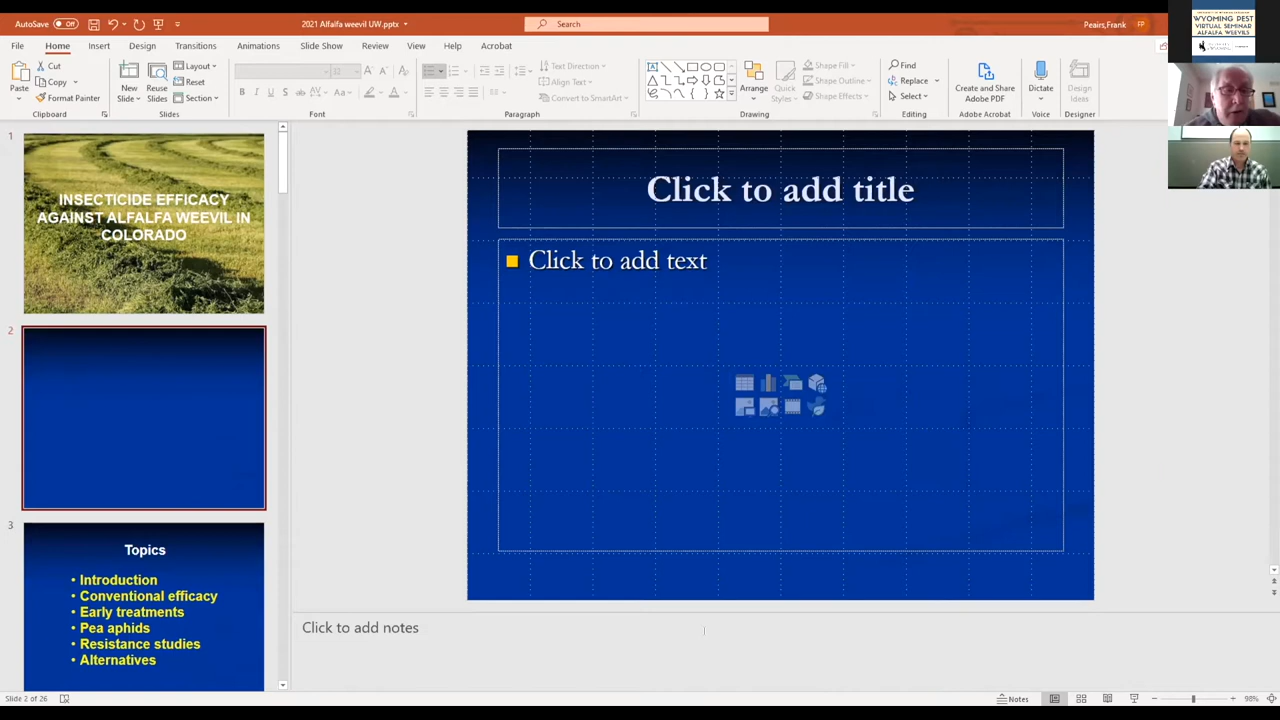 AutoSave Off
2021 Alfalfa weevil UW.pptx
Search
Peairs,Frank FP
File Home Insert Design Transitions Animations Slide Show Review View Help Acrobat
Paste
Cut
Copy
Format Painter
Clipboard
New Slide
Reuse Slides
Layout
Reset
Section
Slides
Font
Text Direction
Align Text
Convert to SmartArt
Paragraph
Arrange
Quick Styles
Shape Fill
Shape Outline
Shape Effects
Drawing
Find
Replace
Select
Editing
Create and Share Adobe PDF
Adobe Acrobat
Dictate
Voice
Design Ideas
Designer
WYOMING PEST
VIRTUAL SEMINAR
ALFALFA WEEVILS
1
INSECTICIDE EFFICACY
AGAINST ALFALFA WEEVIL IN
COLORADO
2
3
Topics
• Introduction
• Conventional efficacy
• Early treatments
• Pea aphids
• Resistance studies
• Alternatives
Click to add title
Click to add text
Click to add notes
Slide 2 of 26
Notes
98%